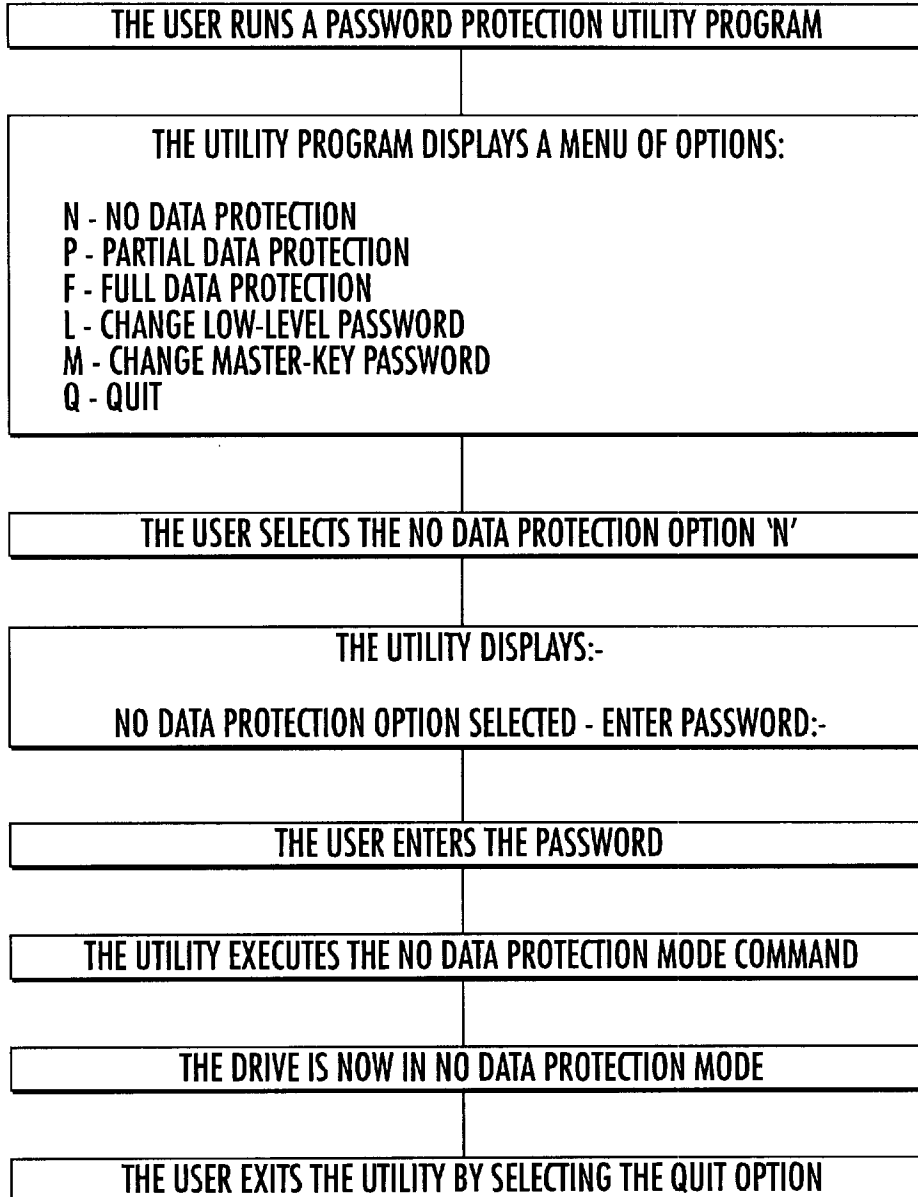 THE USER RUNS A PASSWORD PROTECTION UTILITY PROGRAM
THE UTILITY PROGRAM DISPLAYS A MENU OF OPTIONS:
N - NO DATA PROTECTION
P - PARTIAL DATA PROTECTION
F - FULL DATA PROTECTION
L - CHANGE LOW-LEVEL PASSWORD
M - CHANGE MASTER-KEY PASSWORD
Q - QUIT
THE USER SELECTS THE NO DATA PROTECTION OPTION 'N'
THE UTILITY DISPLAYS:-
NO DATA PROTECTION OPTION SELECTED - ENTER PASSWORD:-
THE USER ENTERS THE PASSWORD
THE UTILITY EXECUTES THE NO DATA PROTECTION MODE COMMAND
THE DRIVE IS NOW IN NO DATA PROTECTION MODE
THE USER EXITS THE UTILITY BY SELECTING THE QUIT OPTION